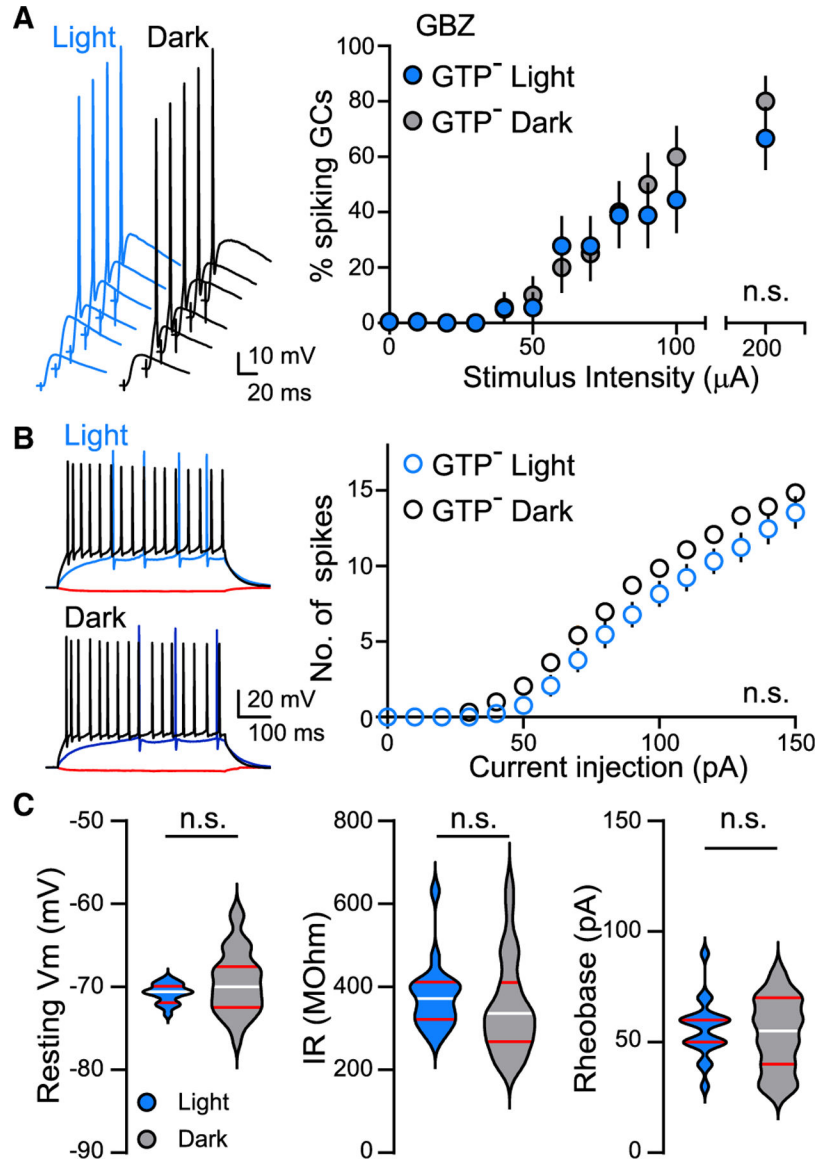 A
Light
Dark
10 mV
20 ms
GBZ
GTP⁻ Light
GTP⁻ Dark
% spiking GCs
100
80
60
40
20
0
0
50
100
200
n.s.
Stimulus Intensity (μA)
B
Light
Dark
20 mV
100 ms
GTP⁻ Light
GTP⁻ Dark
No. of spikes
15
10
5
0
0
50
100
150
n.s.
Current injection (pA)
C
Resting Vm (mV)
-50
-60
-70
-80
-90
n.s.
Light
Dark
IR (MOhm)
800
600
400
200
0
n.s.
Rheobase (pA)
150
100
50
0
n.s.